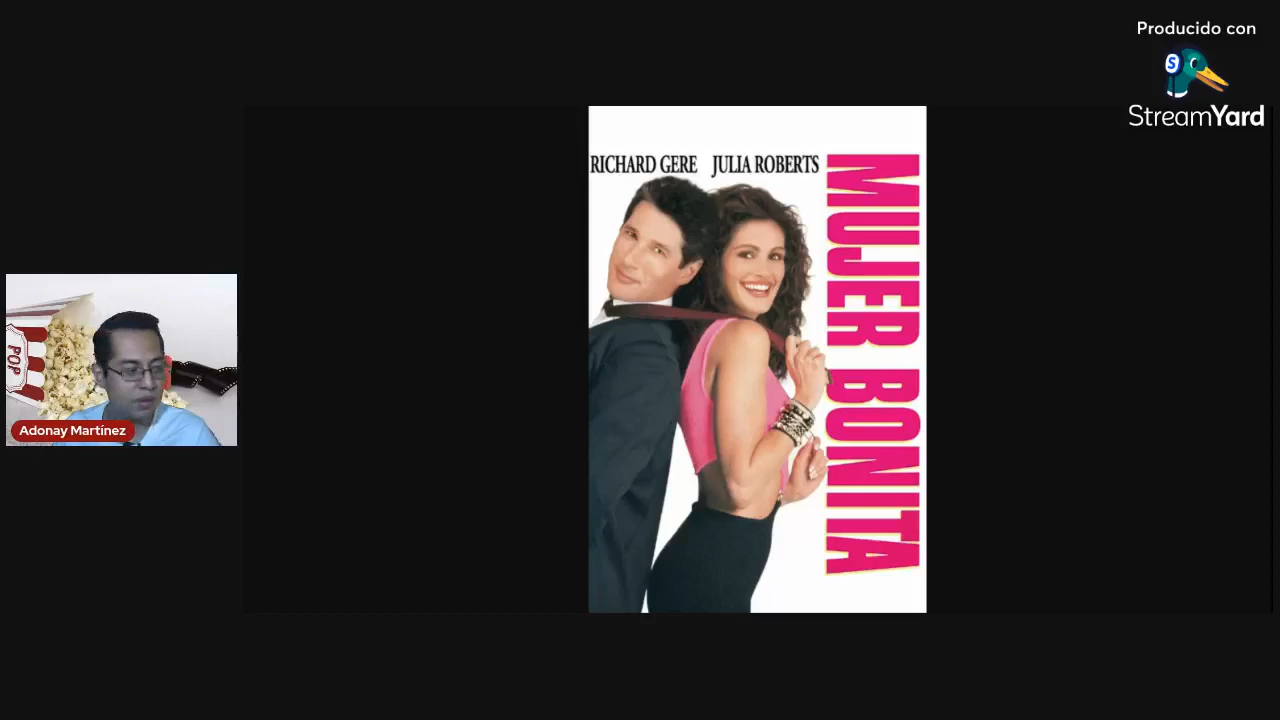 Producido con
S
StreamYard
RICHARD GERE JULIA ROBERTS
MUJER BONITA
POP
Adonay Martínez